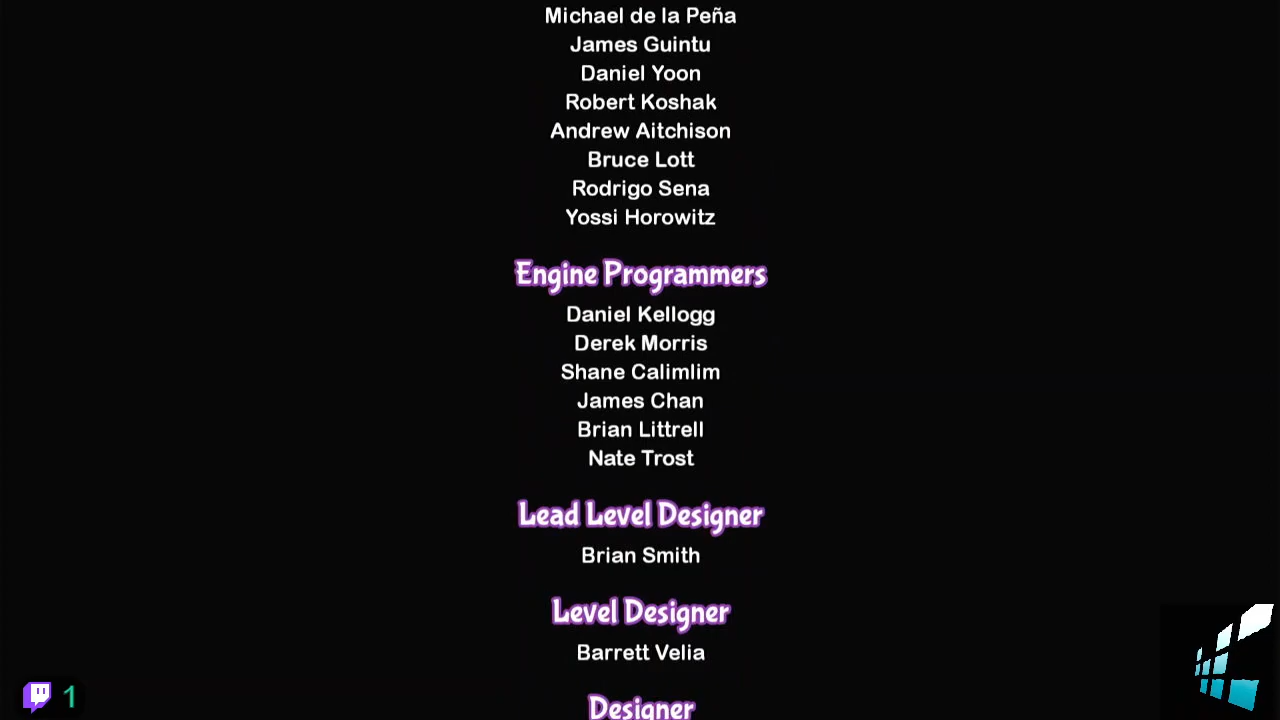 Michael de la Peña
James Guintu
Daniel Yoon
Robert Koshak
Andrew Aitchison
Bruce Lott
Rodrigo Sena
Yossi Horowitz
Engine Programmers
Daniel Kellogg
Derek Morris
Shane Calimlim
James Chan
Brian Littrell
Nate Trost
Lead Level Designer
Brian Smith
Level Designer
Barrett Velia
Designer
1